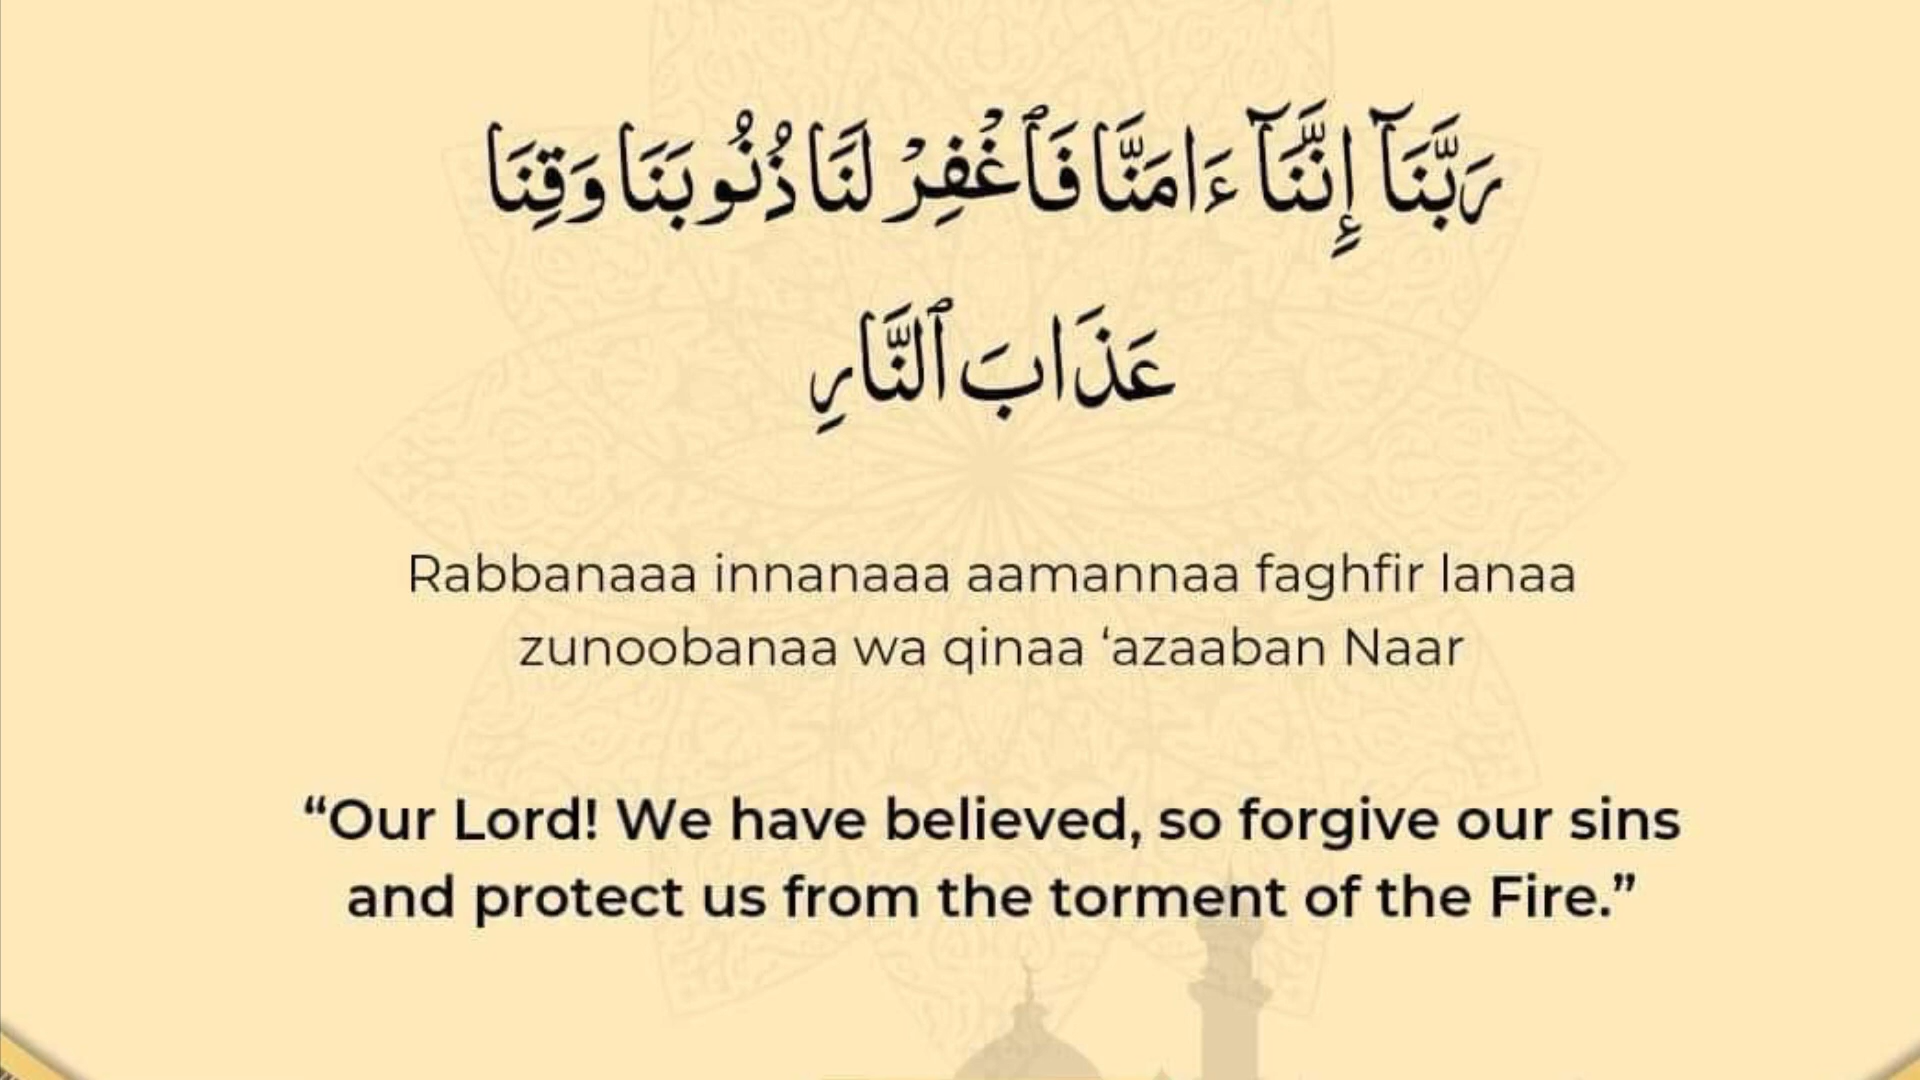 رَبَّنَآ إِنَّنَآ ءَامَنَّا فَٱغْفِرْ لَنَا ذُنُوبَنَا وَقِنَا
عَذَابَ ٱلنَّارِ
Rabbanaaa innanaaa aamannaa faghfir lanaa
zunoobanaa wa qinaa ‘azaaban Naar
“Our Lord! We have believed, so forgive our sins
and protect us from the torment of the Fire.”